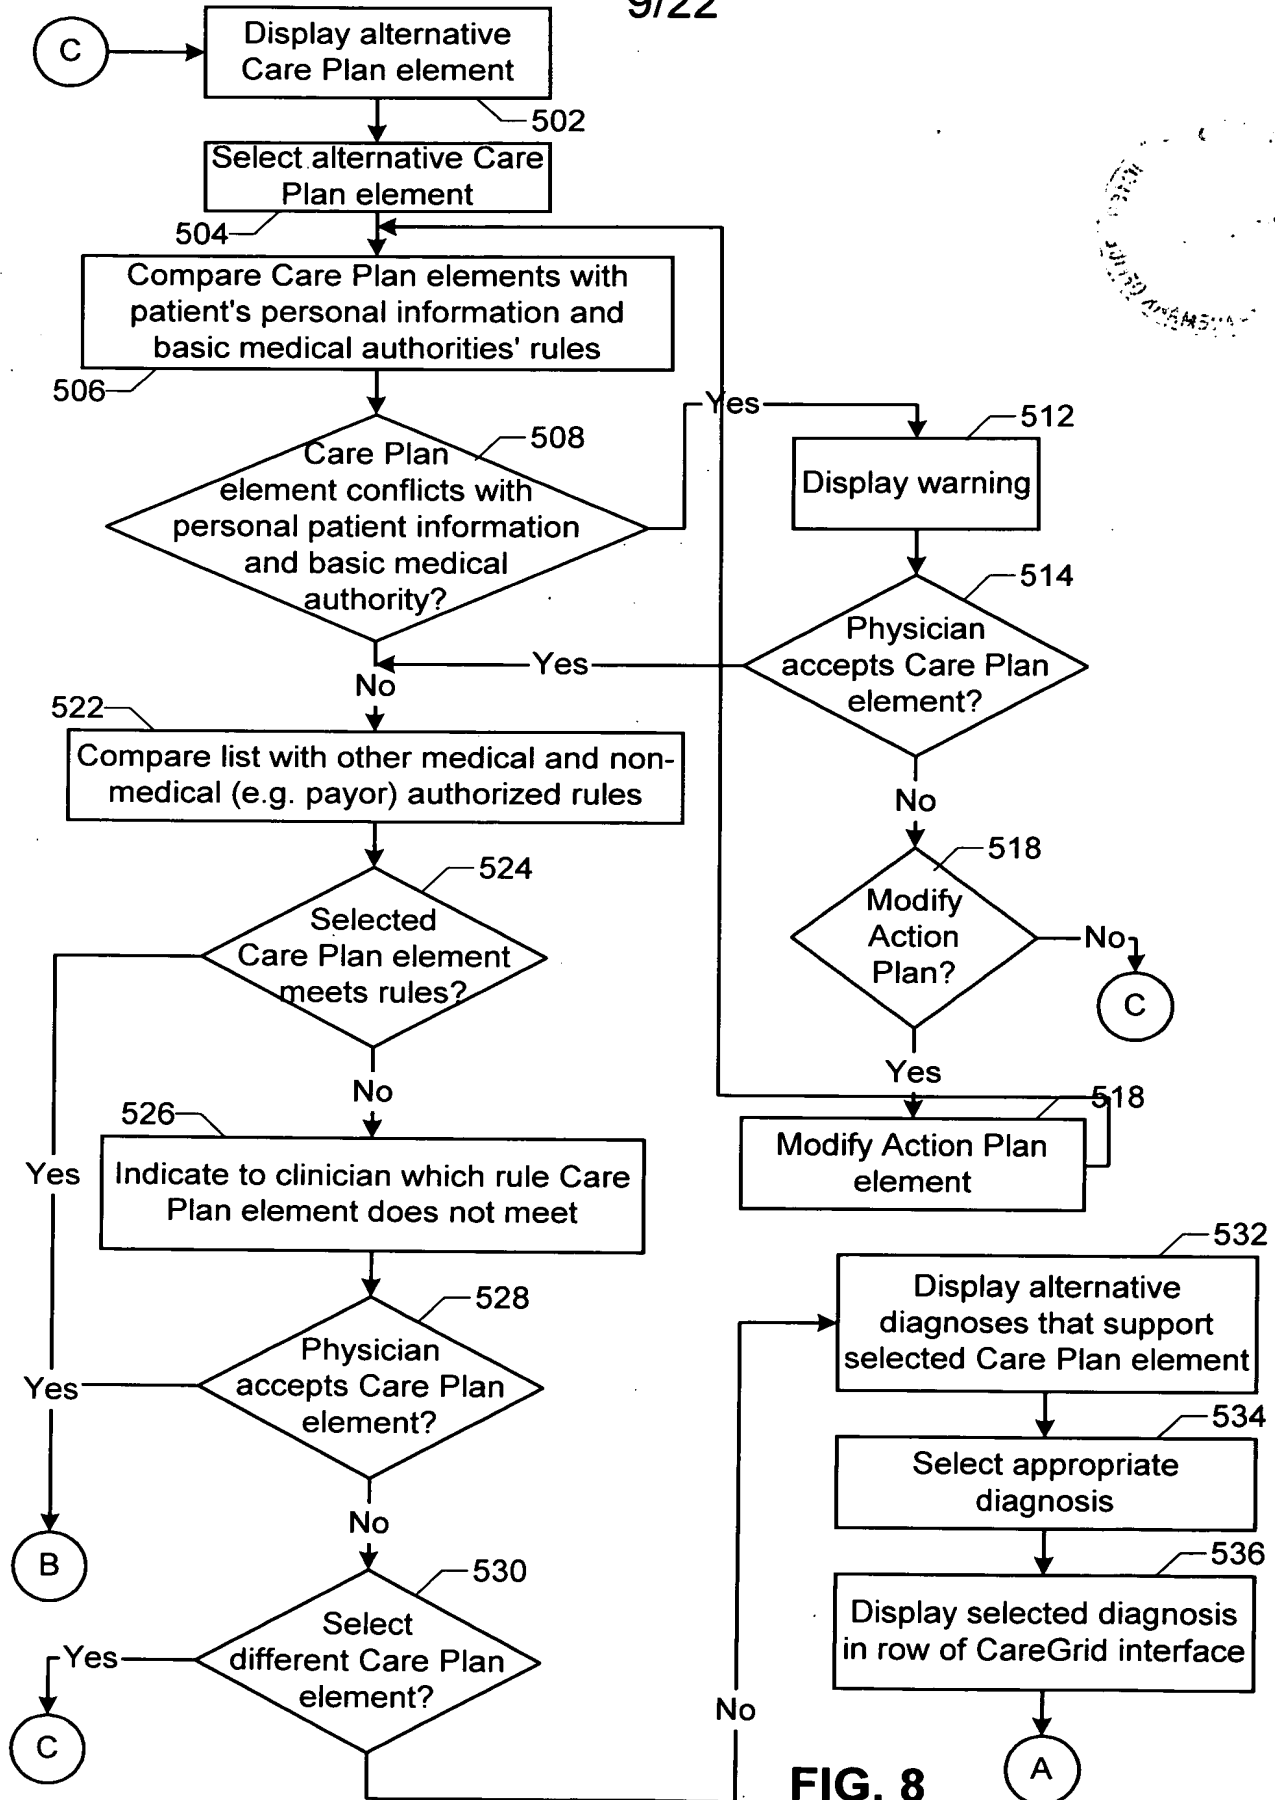 9/22
C
Display alternative
Care Plan element
502
Select alternative Care
Plan element
504
Compare Care Plan elements with
patient's personal information and
basic medical authorities' rules
506
Care Plan
element conflicts with
personal patient information
and basic medical
authority?
508
Yes
512
Display warning
514
Physician
accepts Care Plan
element?
Yes
No
522
Compare list with other medical and non-
medical (e.g. payor) authorized rules
No
518
Modify
Action
Plan?
No
C
524
Selected
Care Plan element
meets rules?
Yes
518
Modify Action Plan
element
No
526
Yes
Indicate to clinician which rule Care
Plan element does not meet
528
Physician
accepts Care Plan
element?
Yes
No
B
530
Select
different Care Plan
element?
Yes
C
No
532
Display alternative
diagnoses that support
selected Care Plan element
534
Select appropriate
diagnosis
536
Display selected diagnosis
in row of CareGrid interface
A
FIG. 8